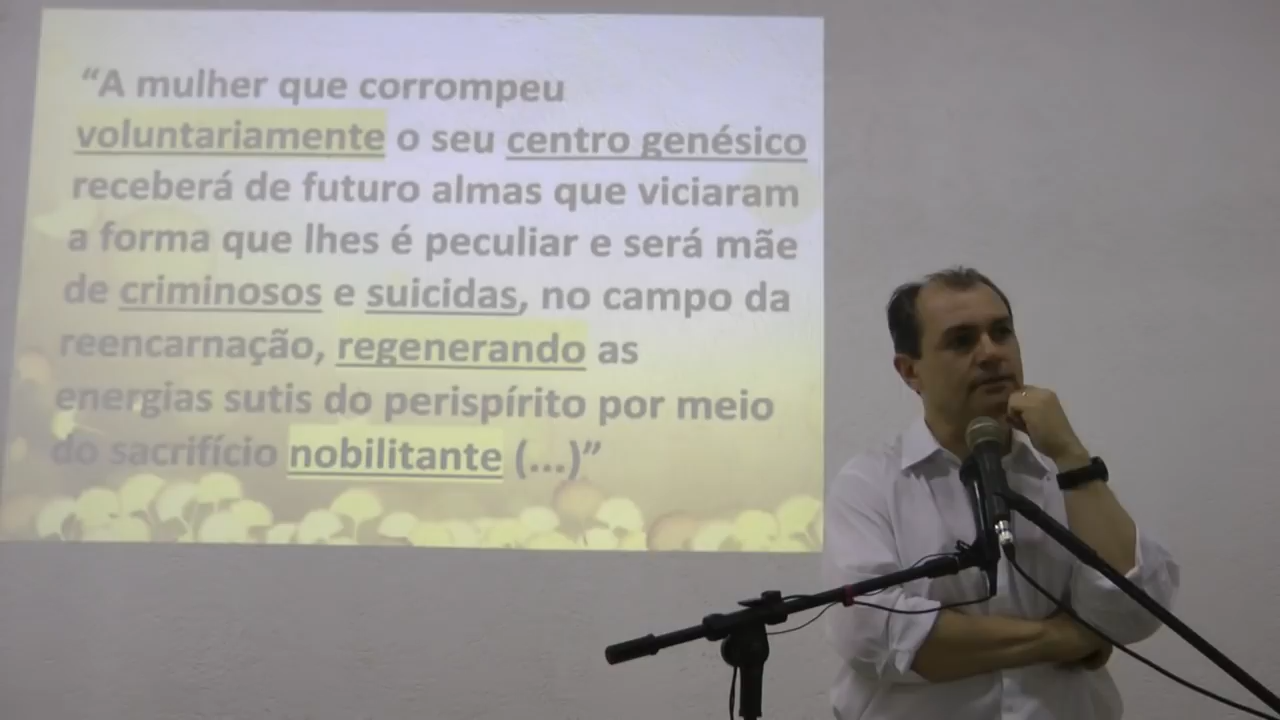 “A mulher que corrompeu
voluntariamente o seu centro genésico
receberá de futuro almas que viciaram
a forma que lhes é peculiar e será mãe
de criminosos e suicidas, no campo da
reencarnação, regenerando as
energias sutis do perispírito por meio
do sacrifício nobilitante (...)”